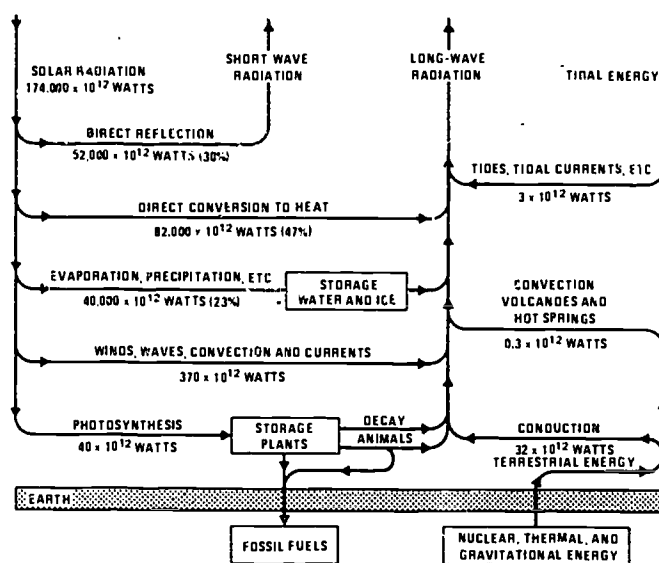 SOLAR RADIATION
174,000 x 10¹² WATTS
SHORT WAVE
RADIATION
LONG-WAVE
RADIATION
TIDAL ENERGY
DIRECT REFLECTION
52,000 x 10¹² WATTS (30%)
TIDES, TIDAL CURRENTS, ETC
3 x 10¹² WATTS
DIRECT CONVERSION TO HEAT
82,000 x 10¹² WATTS (47%)
EVAPORATION, PRECIPITATION, ETC
40,000 x 10¹² WATTS (23%)
STORAGE
WATER AND ICE
CONVECTION
VOLCANOES AND
HOT SPRINGS
0.3 x 10¹² WATTS
WINDS, WAVES, CONVECTION AND CURRENTS
370 x 10¹² WATTS
PHOTOSYNTHESIS
40 x 10¹² WATTS
STORAGE
PLANTS
DECAY
ANIMALS
CONDUCTION
32 x 10¹² WATTS
TERRESTRIAL ENERGY
EARTH
FOSSIL FUELS
NUCLEAR, THERMAL, AND
GRAVITATIONAL ENERGY